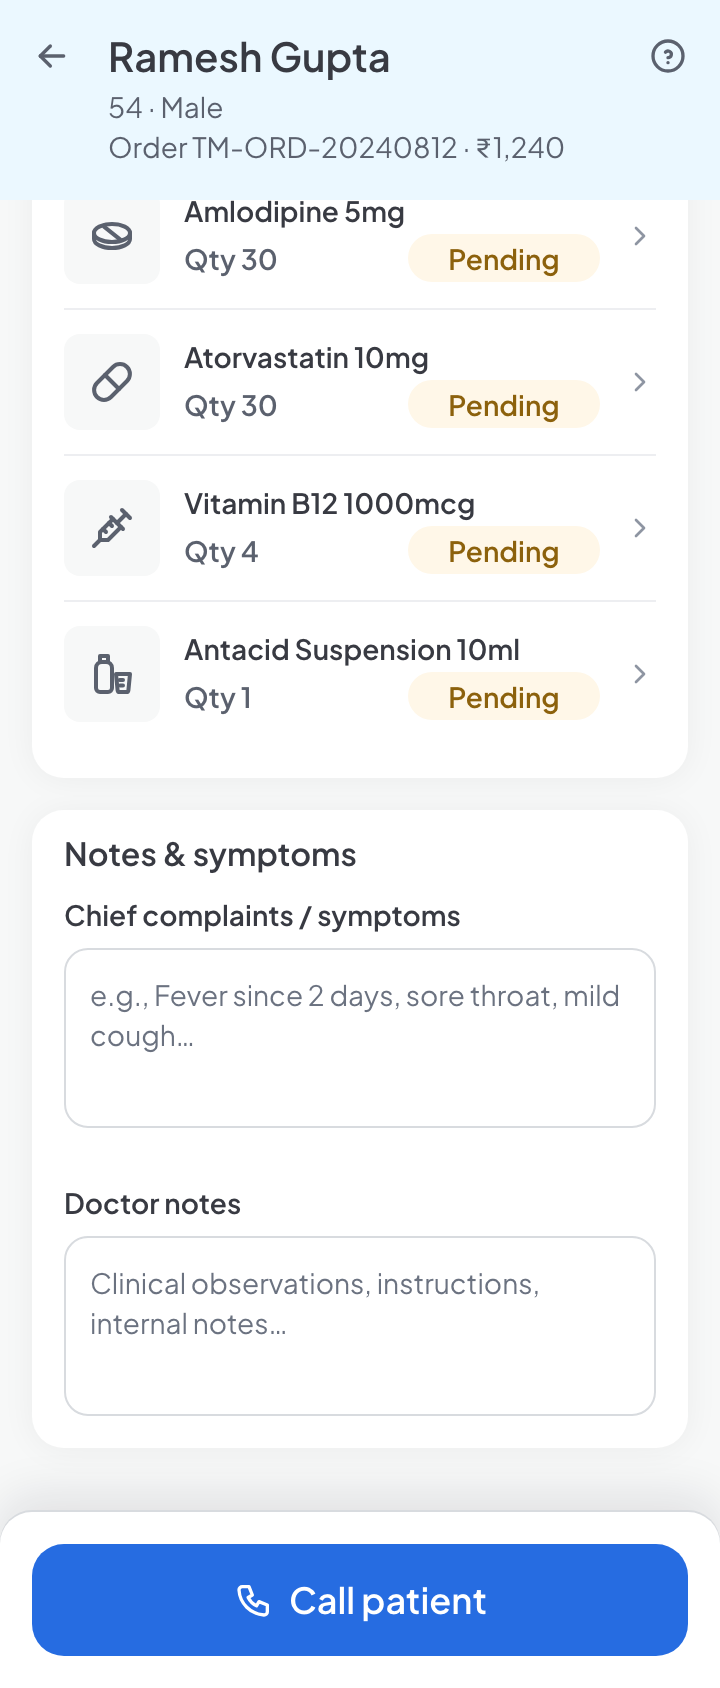 Ramesh Gupta
54 · Male
Order TM-ORD-20240812 · ₹1,240
Amlodipine 5mg
Qty 30
Pending
Atorvastatin 10mg
Qty 30
Pending
Vitamin B12 1000mcg
Qty 4
Pending
Antacid Suspension 10ml
Qty 1
Pending
Notes & symptoms
Chief complaints / symptoms
e.g., Fever since 2 days, sore throat, mild
cough...
Doctor notes
Clinical observations, instructions,
internal notes...
Call patient